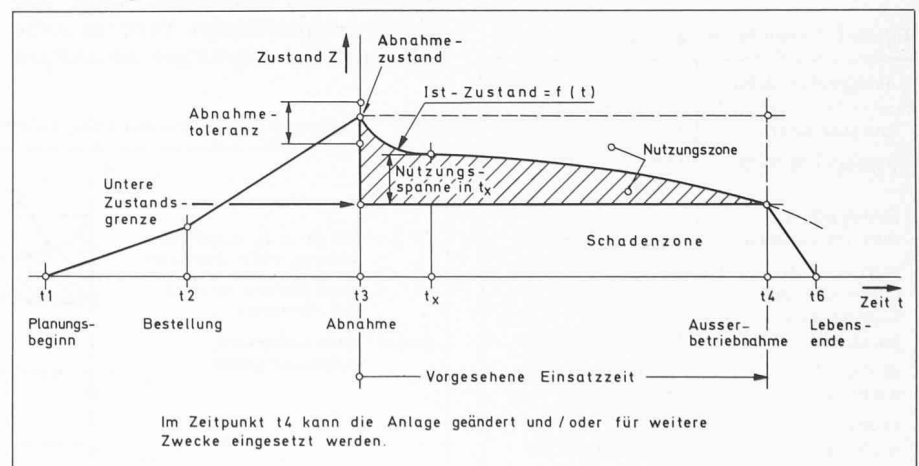 Zustand Z
Abnahme-
zustand
Ist-Zustand = f (t)
Abnahme-
toleranz
Nutzungszone
Nutzungs-
spanne in tx
Untere
Zustands-
grenze
Schadenzone
t1
t2
t3
tx
t4
t6
Zeit t
Planungs-
beginn
Bestellung
Abnahme
Ausser-
betriebnahme
Lebens-
ende
Vorgesehene Einsatzzeit
Im Zeitpunkt t4 kann die Anlage geändert und / oder für weitere
Zwecke eingesetzt werden.